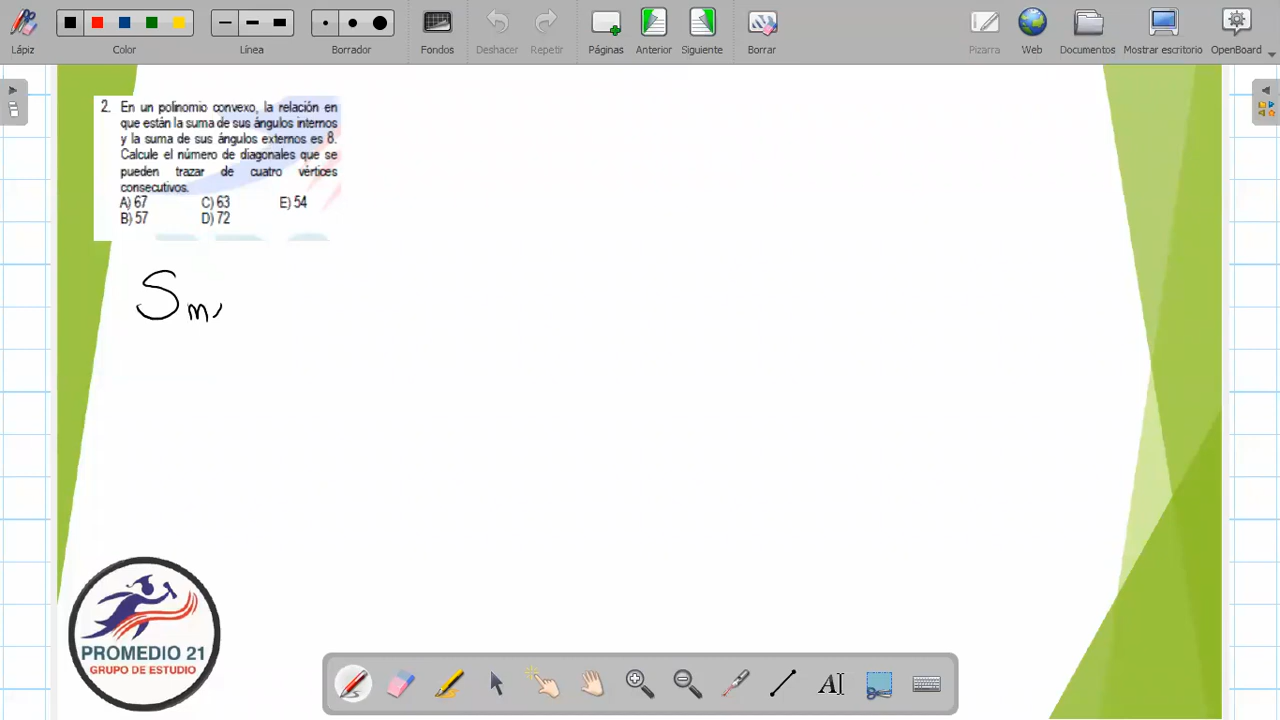 Lápiz
Color
Línea
Borrador
Fondos
Deshacer
Repetir
Páginas
Anterior
Siguiente
Borrar
Pizarra
Web
Documentos
Mostrar escritorio
OpenBoard
2. En un polinomio convexo, la relación en
que están la suma de sus ángulos internos
y la suma de sus ángulos externos es 8.
Calcule el número de diagonales que se
pueden trazar de cuatro vértices
consecutivos.
A) 67 C) 63 E) 54
B) 57 D) 72
Sm
PROMEDIO 21
GRUPO DE ESTUDIO